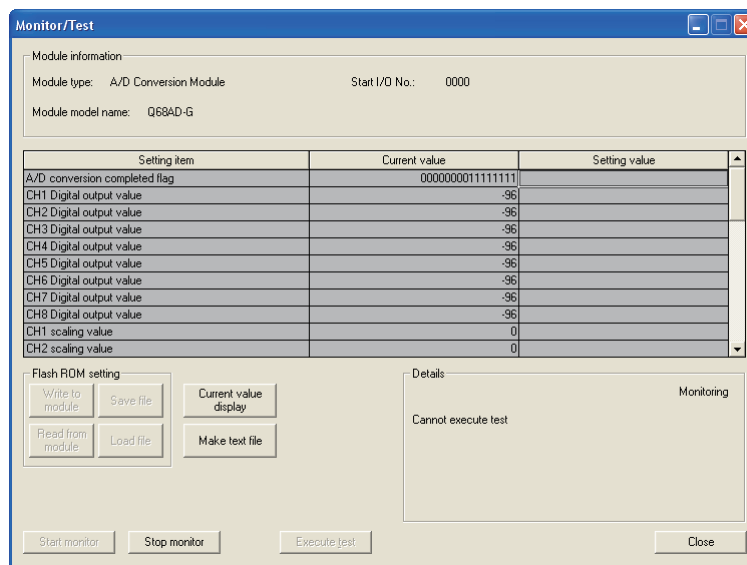 Monitor/Test
Module information
Module type: A/D Conversion Module Start I/O No.: 0000
Module model name: Q68AD-G
Setting item Current value Setting value
A/D conversion completed flag 0000000011111111
CH1 Digital output value -96
CH2 Digital output value -96
CH3 Digital output value -96
CH4 Digital output value -96
CH5 Digital output value -96
CH6 Digital output value -96
CH7 Digital output value -96
CH8 Digital output value -96
CH1 scaling value 0
CH2 scaling value 0
Flash ROM setting
Write to
module
Save file
Current value
display
Read from
module
Load file
Make text file
Details
Monitoring
Cannot execute test
Start monitor Stop monitor Execute test Close